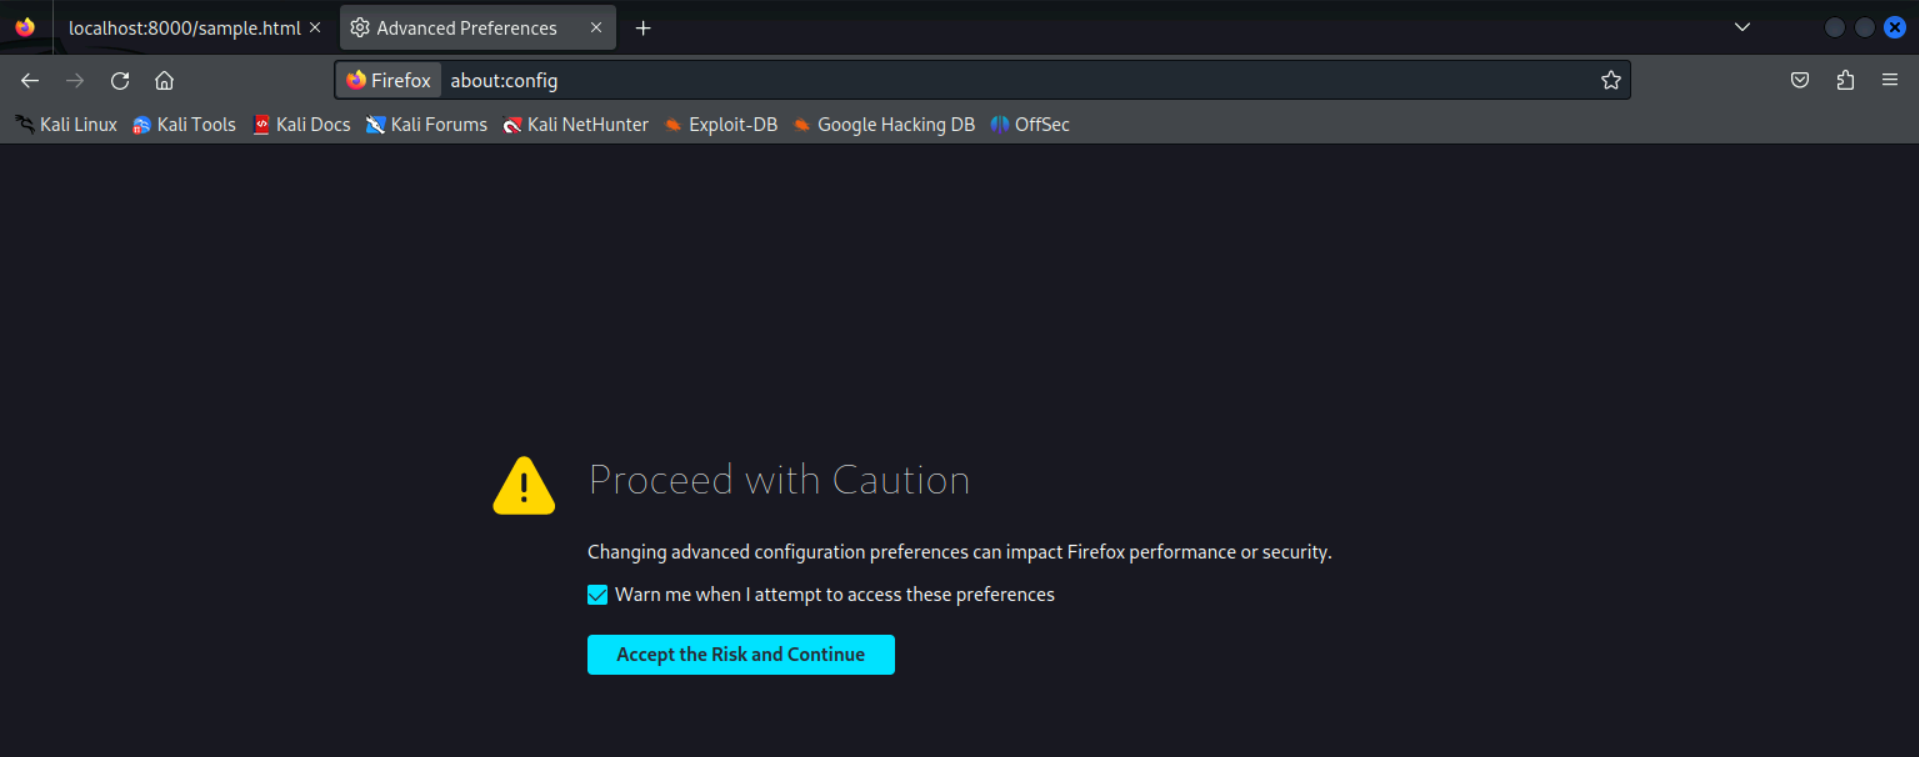 localhost:8000/sample.html Advanced Preferences
Firefox about:config
Kali Linux Kali Tools Kali Docs Kali Forums Kali NetHunter Exploit-DB Google Hacking DB OffSec
Proceed with Caution
Changing advanced configuration preferences can impact Firefox performance or security.
Warn me when I attempt to access these preferences
Accept the Risk and Continue